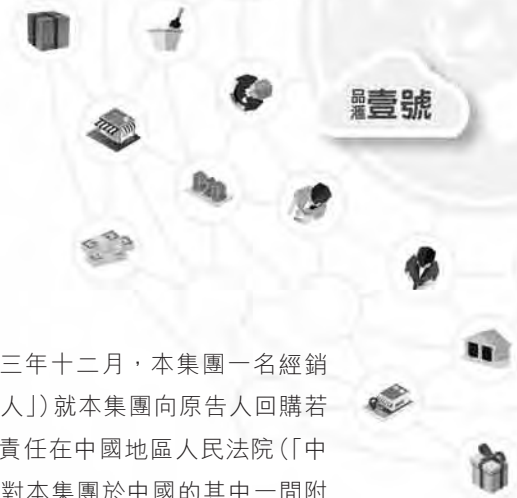 品滙壹號
三年十二月，本集團一名經銷
人」）就本集團向原告人回購若
責任在中國地區人民法院（「中
對本集團於中國的其中一間附